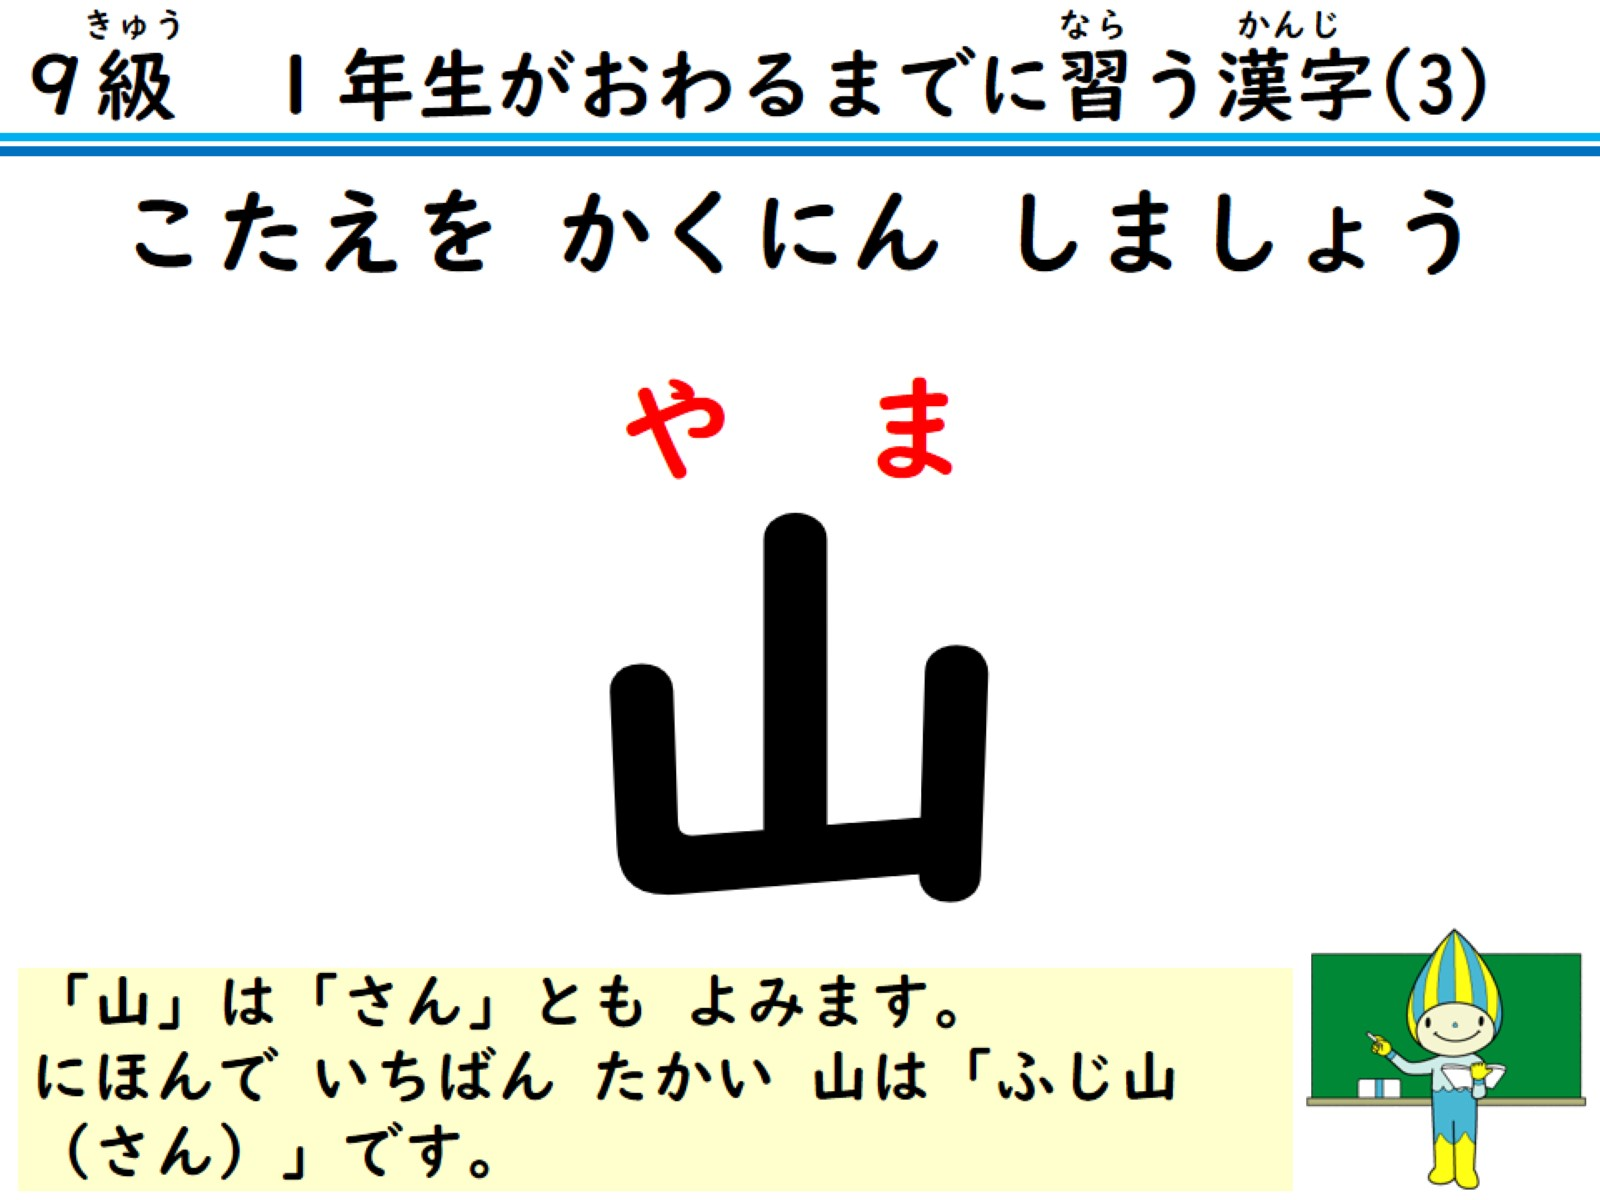 きゅう なら かんじ
9級 1年生がおわるまでに習う漢字(3)
こたえを かくにん しましょう
やま
山
「山」は「さん」とも よみます。
にほんで いちばん たかい 山は「ふじ山
（さん）」です。